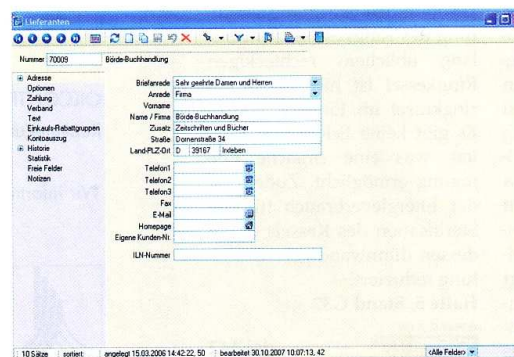 Lieferanten
Nummer 70009 Börde-Buchhandlung
Adresse
Optionen
Zahlung
Verband
Text
Einkaufs-Rabattgruppen
Kontoauszug
Historie
Statistik
Freie Felder
Notizen
Briefanrede Sehr geehrte Damen und Herren
Anrede Firma
Vorname
Name / Firma Börde-Buchhandlung
Zusatz Zeitschriften und Bücher
Straße Dornenstraße 34
Land-PLZ-Ort D 39167 Irxleben
Telefon1
Telefon2
Telefon3
Fax
E-Mail
Homepage
Eigene Kunden-Nr.
ILN-Nummer
10 Sätze sortiert: angelegt 15.03.2006 14:42:22, 50 bearbeitet 30.10.2007 10:07:13, 42 <Alle Felder>